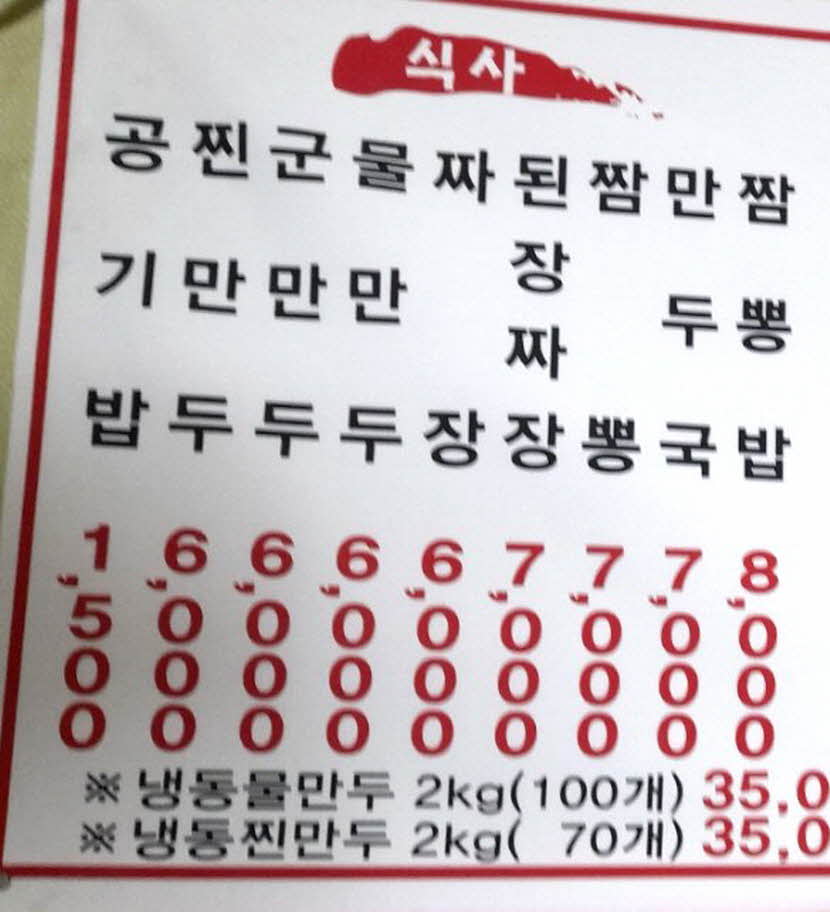 식사
공기밥 1,500
찐만두 6,000
군만두 6,000
물만두 6,000
짜장 6,000
된장짜장 7,000
짬뽕 7,000
만두국 7,000
짬뽕밥 8,000
※ 냉동물만두 2kg(100개) 35,0
※ 냉동찐만두 2kg( 70개) 35,0